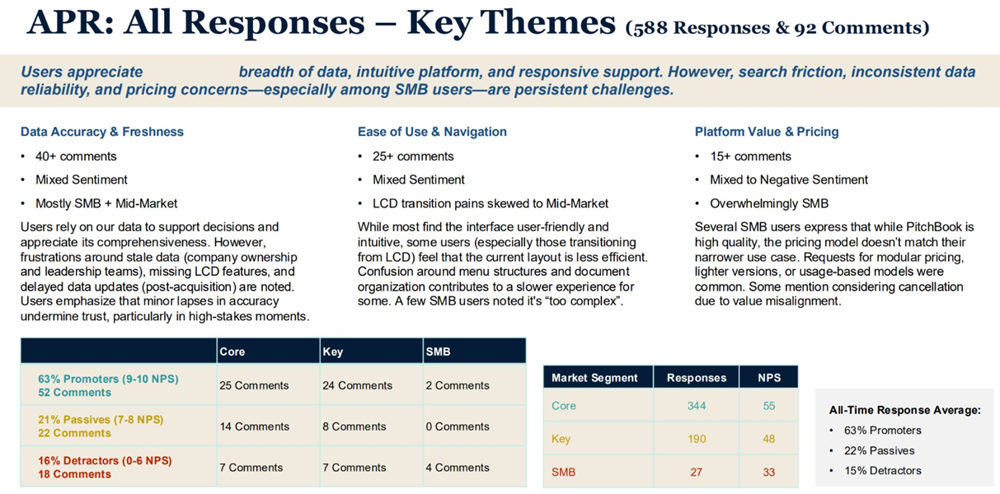 APR: All Responses – Key Themes (588 Responses & 92 Comments)
Users appreciate breadth of data, intuitive platform, and responsive support. However, search friction, inconsistent data
reliability, and pricing concerns—especially among SMB users—are persistent challenges.
Data Accuracy & Freshness
• 40+ comments
• Mixed Sentiment
• Mostly SMB + Mid-Market
Users rely on our data to support decisions and
appreciate its comprehensiveness. However,
frustrations around stale data (company ownership
and leadership teams), missing LCD features, and
delayed data updates (post-acquisition) are noted.
Users emphasize that minor lapses in accuracy
undermine trust, particularly in high-stakes moments.
Ease of Use & Navigation
• 25+ comments
• Mixed Sentiment
• LCD transition pains skewed to Mid-Market
While most find the interface user-friendly and
intuitive, some users (especially those transitioning
from LCD) feel that the current layout is less efficient.
Confusion around menu structures and document
organization contributes to a slower experience for
some. A few SMB users noted it's “too complex”.
Platform Value & Pricing
• 15+ comments
• Mixed to Negative Sentiment
• Overwhelmingly SMB
Several SMB users express that while PitchBook is
high quality, the pricing model doesn’t match their
narrower use case. Requests for modular pricing,
lighter versions, or usage-based models were
common. Some mention considering cancellation
due to value misalignment.
Core Key SMB
63% Promoters (9-10 NPS)
52 Comments
25 Comments 24 Comments 2 Comments
21% Passives (7-8 NPS)
22 Comments
14 Comments 8 Comments 0 Comments
16% Detractors (0-6 NPS)
18 Comments
7 Comments 7 Comments 4 Comments
Market Segment Responses NPS
Core 344 55
Key 190 48
SMB 27 33
All-Time Response Average:
• 63% Promoters
• 22% Passives
• 15% Detractors